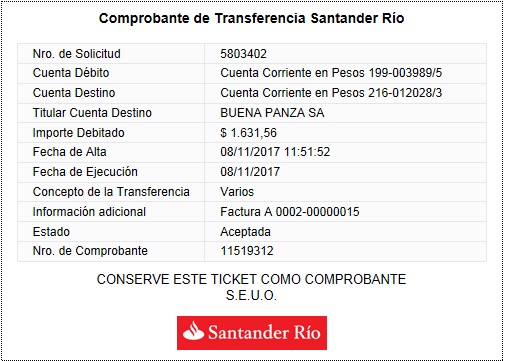 Comprobante de Transferencia Santander Río
Nro. de Solicitud 5803402
Cuenta Débito Cuenta Corriente en Pesos 199-003989/5
Cuenta Destino Cuenta Corriente en Pesos 216-012028/3
Titular Cuenta Destino BUENA PANZA SA
Importe Debitado $ 1.631,56
Fecha de Alta 08/11/2017 11:51:52
Fecha de Ejecución 08/11/2017
Concepto de la Transferencia Varios
Información adicional Factura A 0002-00000015
Estado Aceptada
Nro. de Comprobante 11519312
CONSERVE ESTE TICKET COMO COMPROBANTE
S.E.U.O.
Santander Río